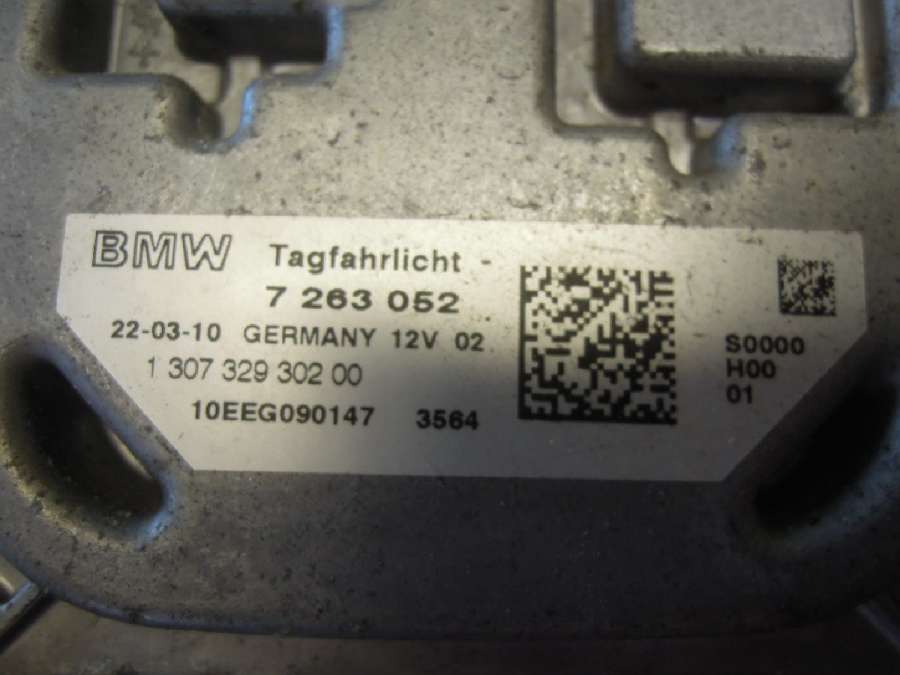 BMW Tagfahrlicht -
7 263 052
22-03-10 GERMANY 12V 02
1 307 329 302 00
10EEG090147 3564
S0000
H00
01